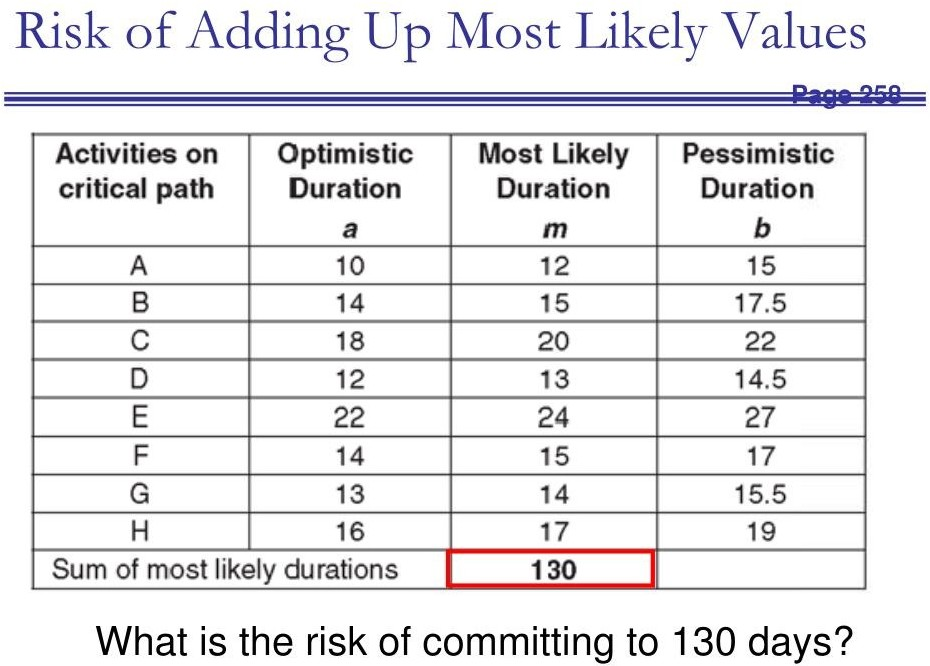 Risk of Adding Up Most Likely Values
Page 258
Activities on critical path Optimistic Duration a Most Likely Duration m Pessimistic Duration b
A 10 12 15
B 14 15 17.5
C 18 20 22
D 12 13 14.5
E 22 24 27
F 14 15 17
G 13 14 15.5
H 16 17 19
Sum of most likely durations 130
What is the risk of committing to 130 days?